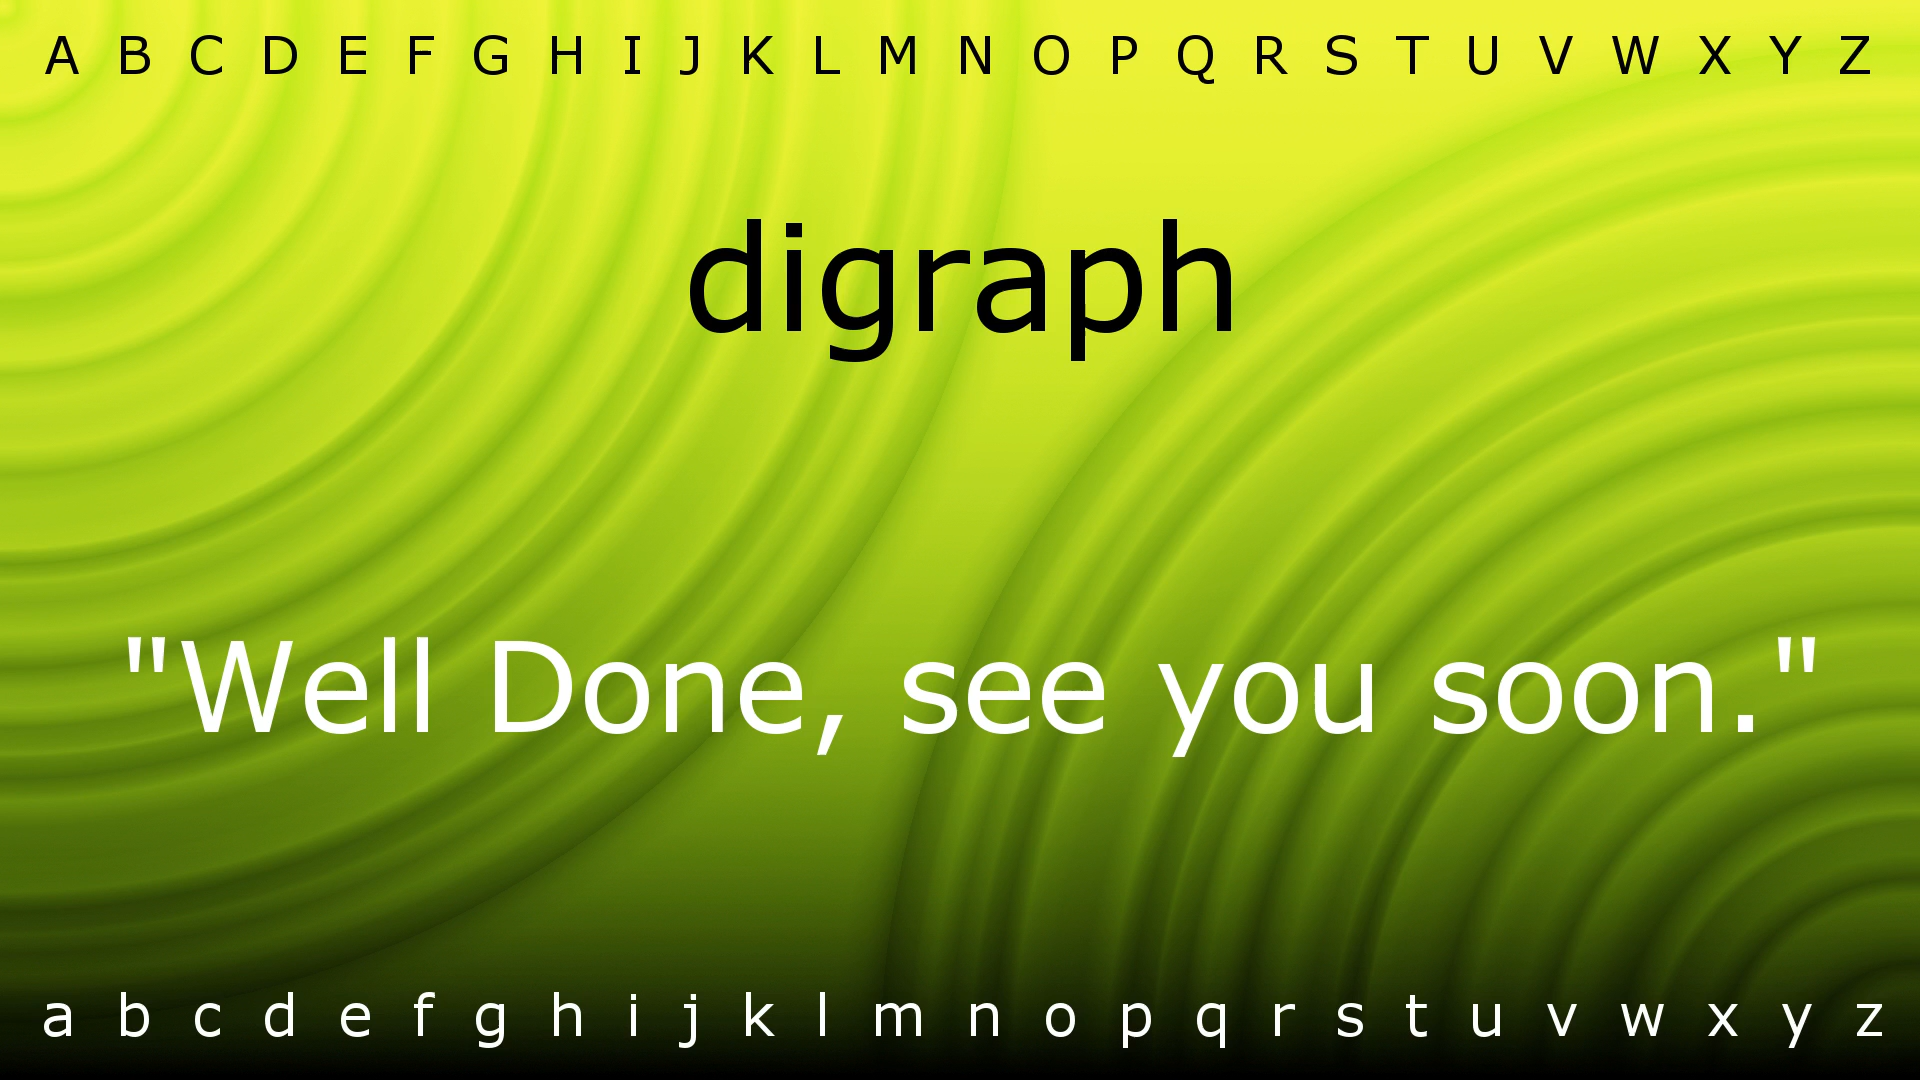 A B C D E F G H I J K L M N O P Q R S T U V W X Y Z
digraph
"Well Done, see you soon."
a b c d e f g h i j k l m n o p q r s t u v w x y z